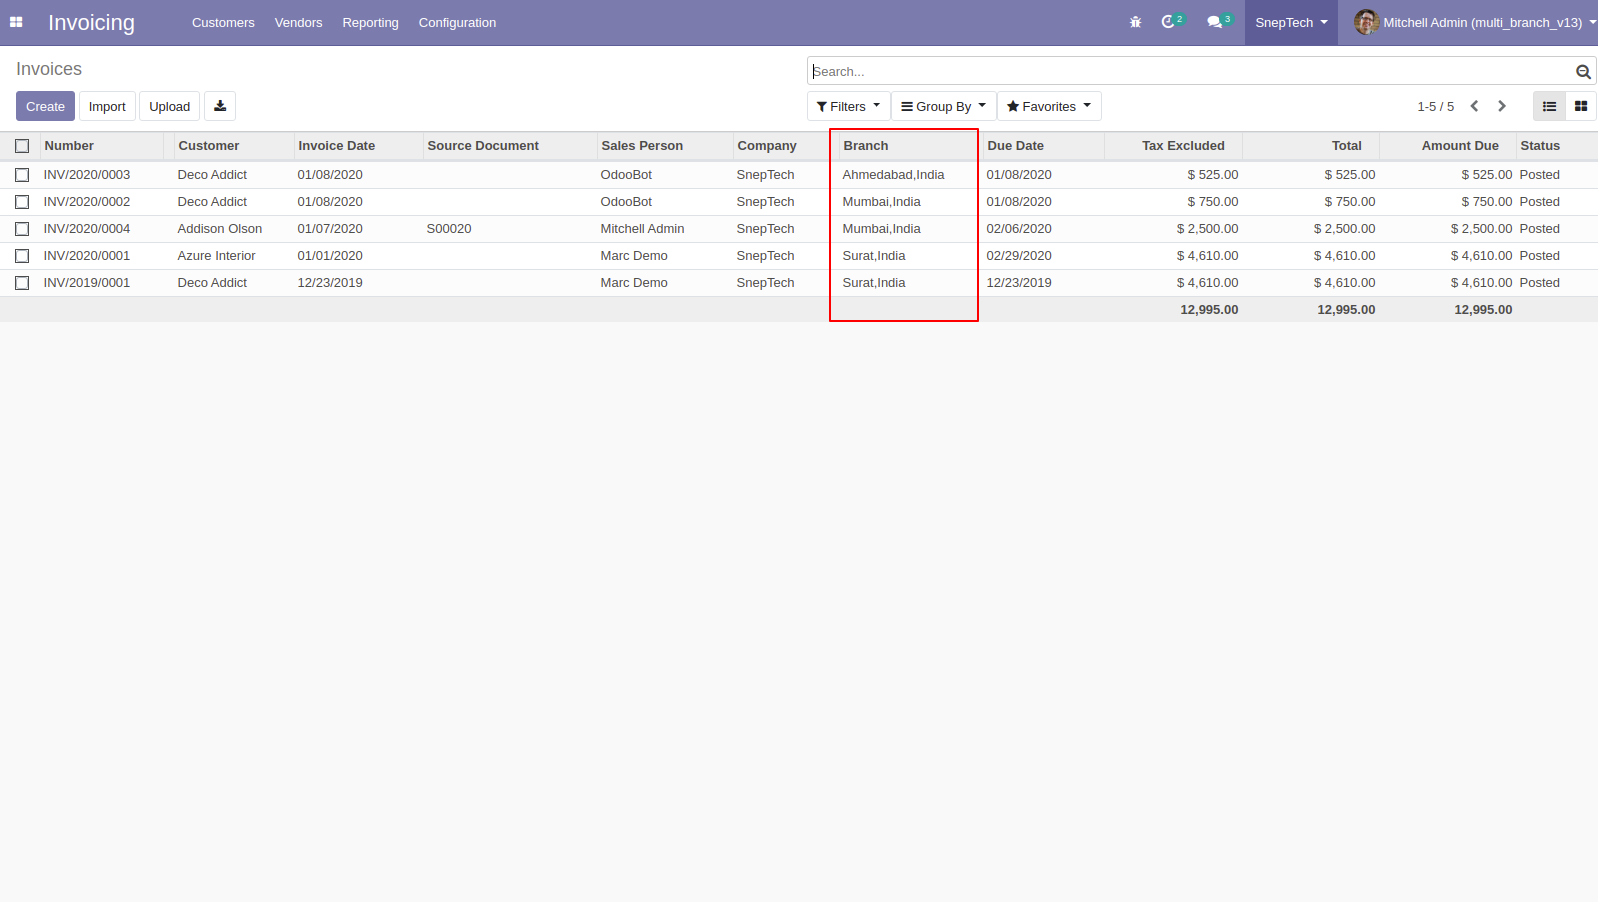 Invoicing Customers Vendors Reporting Configuration 2 3 SnepTech Mitchell Admin (multi_branch_v13)
Invoices
Search...
Create Import Upload Filters Group By Favorites 1-5 / 5
Number Customer Invoice Date Source Document Sales Person Company Branch Due Date Tax Excluded Total Amount Due Status
INV/2020/0003 Deco Addict 01/08/2020 OdooBot SnepTech Ahmedabad,India 01/08/2020 $ 525.00 $ 525.00 $ 525.00 Posted
INV/2020/0002 Deco Addict 01/08/2020 OdooBot SnepTech Mumbai,India 01/08/2020 $ 750.00 $ 750.00 $ 750.00 Posted
INV/2020/0004 Addison Olson 01/07/2020 S00020 Mitchell Admin SnepTech Mumbai,India 02/06/2020 $ 2,500.00 $ 2,500.00 $ 2,500.00 Posted
INV/2020/0001 Azure Interior 01/01/2020 Marc Demo SnepTech Surat,India 02/29/2020 $ 4,610.00 $ 4,610.00 $ 4,610.00 Posted
INV/2019/0001 Deco Addict 12/23/2019 Marc Demo SnepTech Surat,India 12/23/2019 $ 4,610.00 $ 4,610.00 $ 4,610.00 Posted
12,995.00 12,995.00 12,995.00